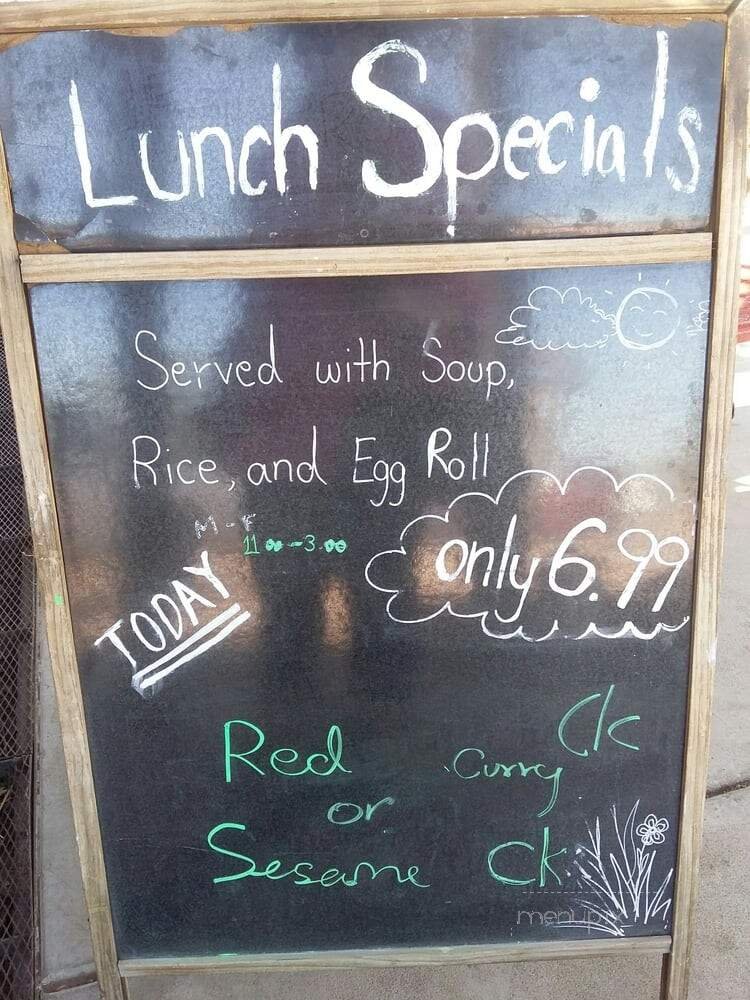 Lunch Specials
Served with Soup,
Rice, and Egg Roll
M-F
11:00-3:00
only 6.99
TODAY
Red Curry Ck
or
Sesame Ck
menupix